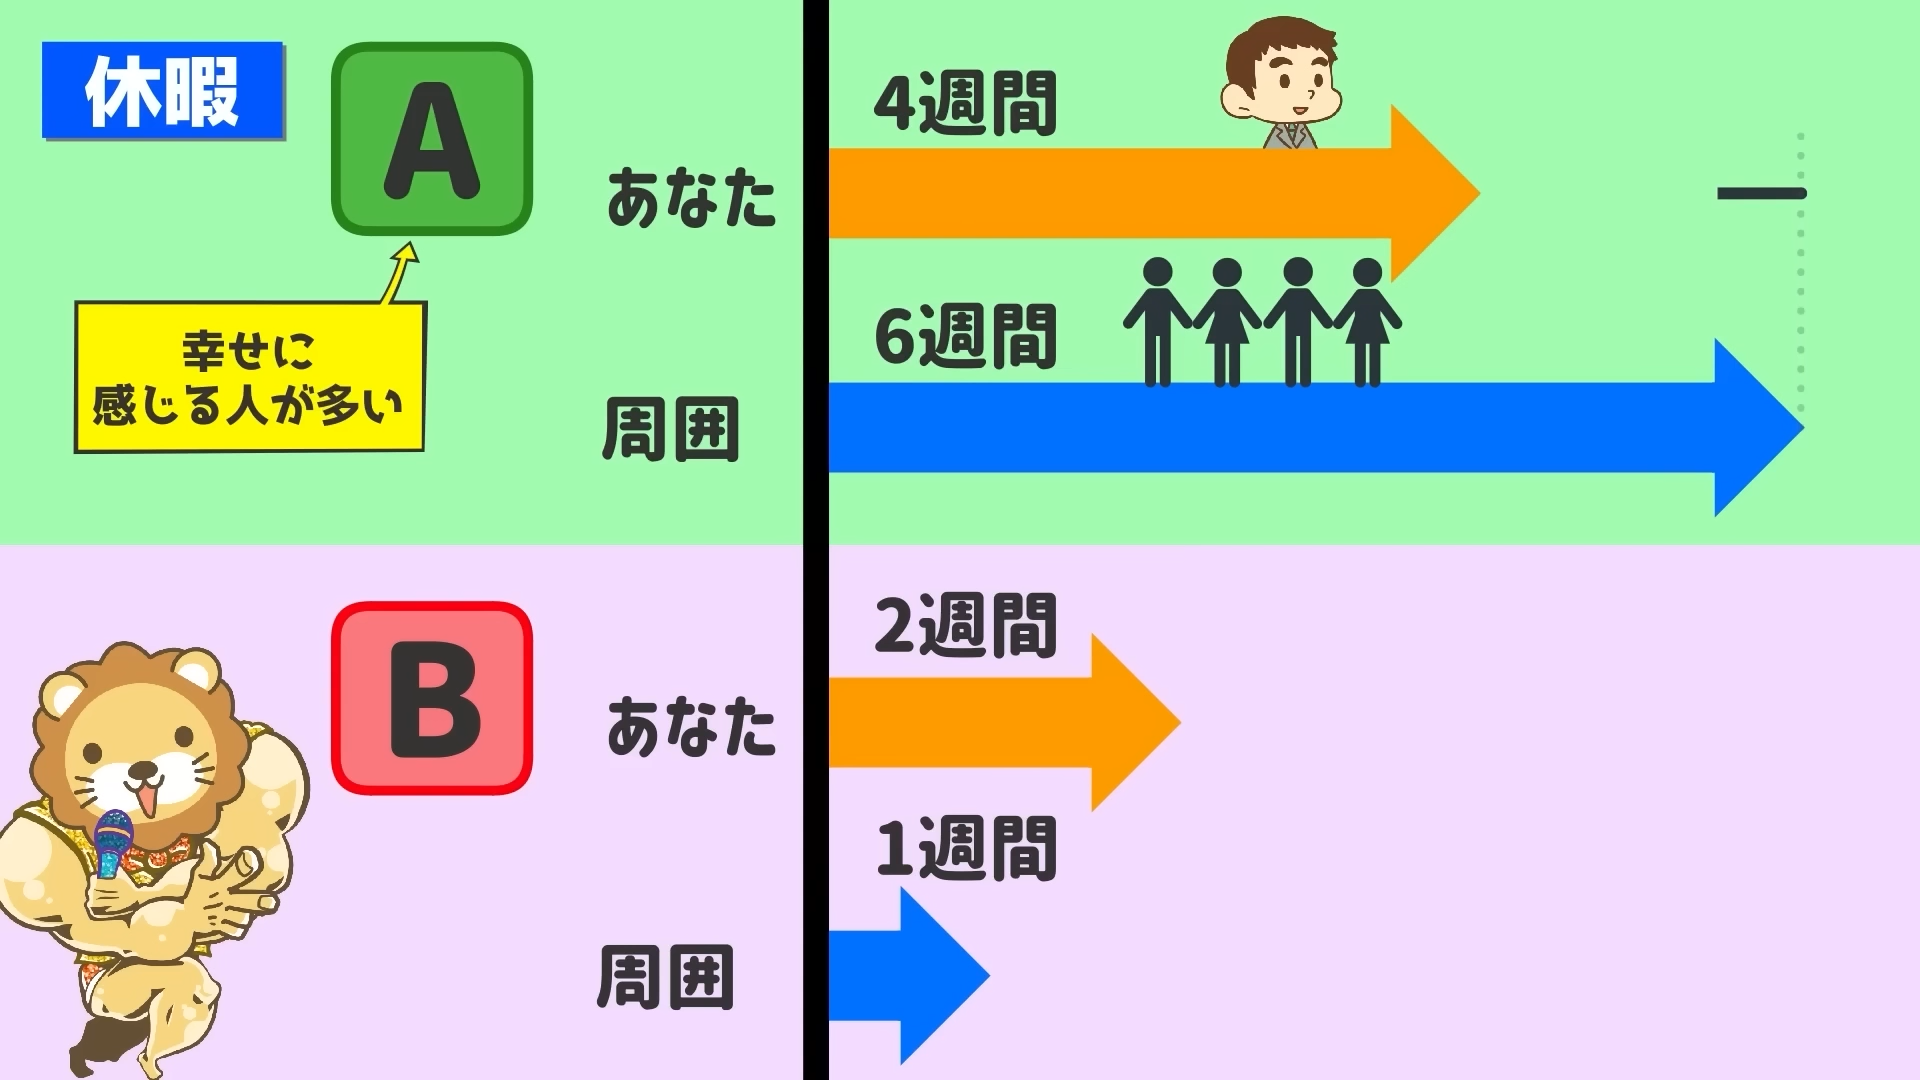 休暇
A
幸せに
感じる人が多い
あなた
4週間
周囲
6週間
B
あなた
2週間
周囲
1週間